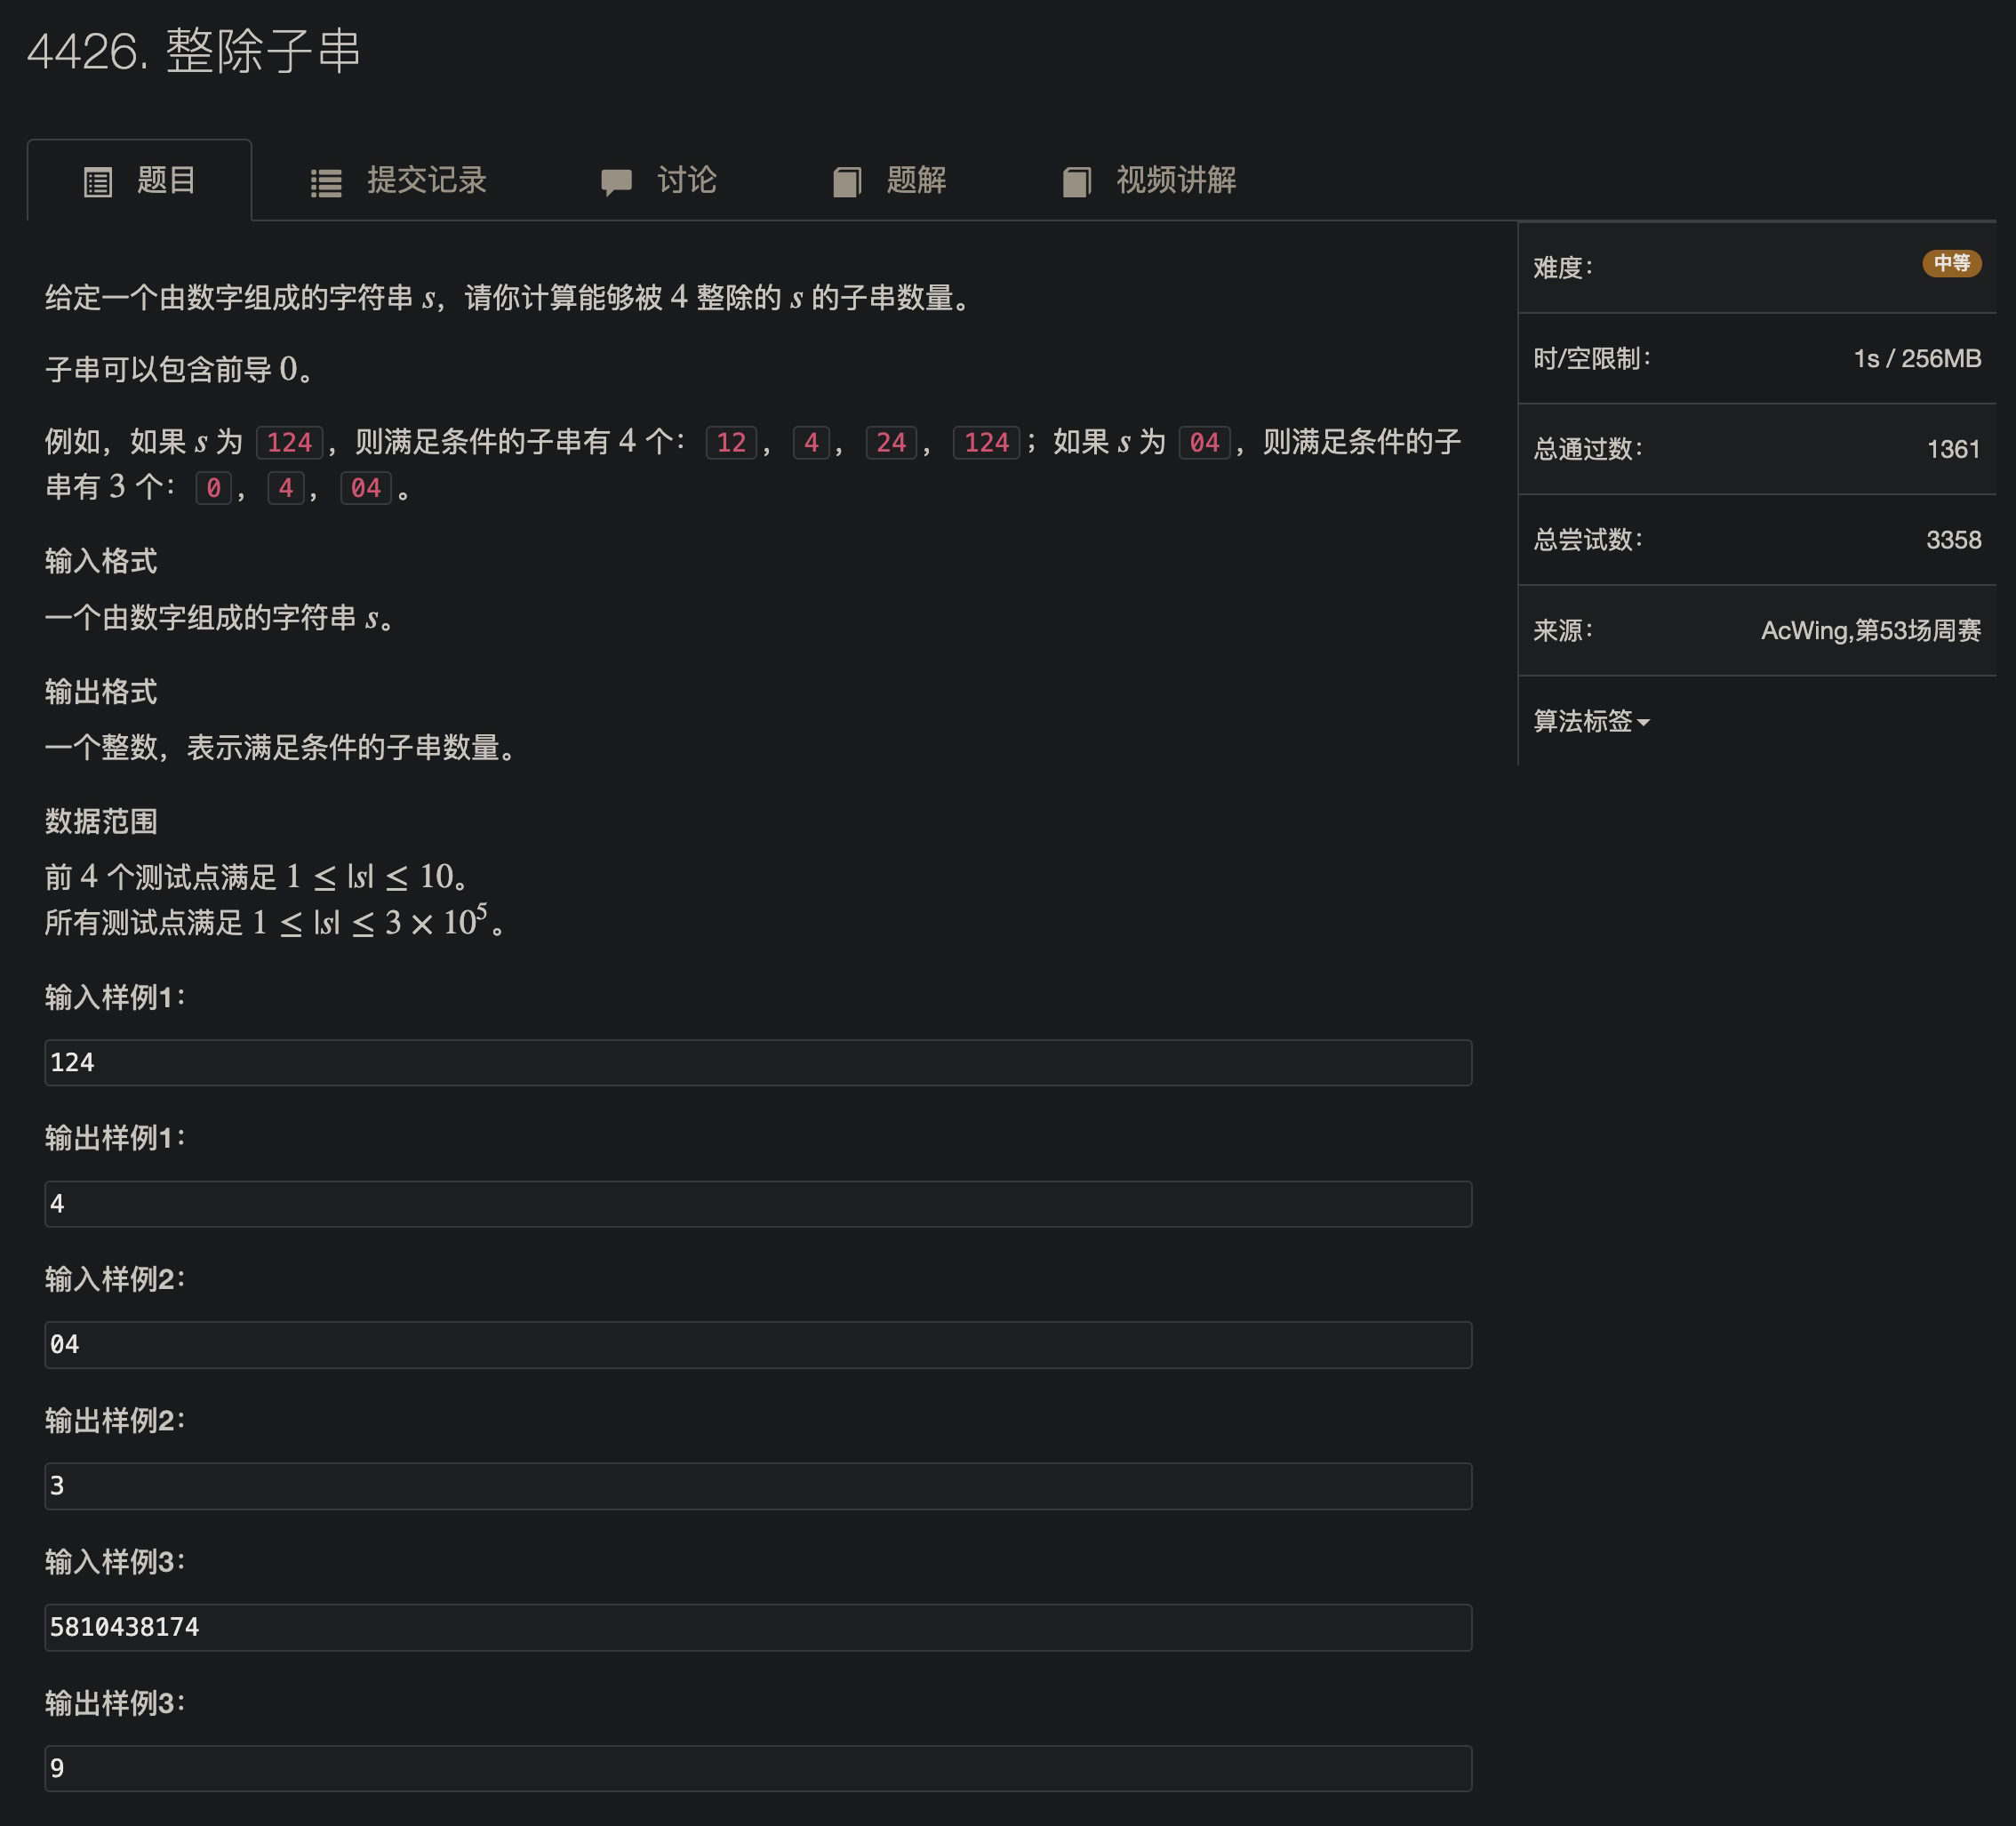 4426. 整除子串
题目 提交记录 讨论 题解 视频讲解
给定一个由数字组成的字符串 s，请你计算能够被 4 整除的 s 的子串数量。
子串可以包含前导 0。
例如，如果 s 为 124，则满足条件的子串有 4 个：12，4，24，124；如果 s 为 04，则满足条件的子
串有 3 个：0，4，04。
输入格式
一个由数字组成的字符串 s。
输出格式
一个整数，表示满足条件的子串数量。
数据范围
前 4 个测试点满足 1 ≤ |s| ≤ 10。
所有测试点满足 1 ≤ |s| ≤ 3 × 10⁵。
输入样例1：
124
输出样例1：
4
输入样例2：
04
输出样例2：
3
输入样例3：
5810438174
输出样例3：
9
难度： 中等
时/空限制： 1s / 256MB
总通过数： 1361
总尝试数： 3358
来源： AcWing,第53场周赛
算法标签